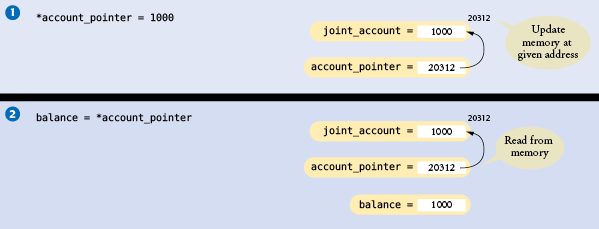 1
*account_pointer = 1000
20312
joint_account = 1000
account_pointer = 20312
Update
memory at
given address
2
balance = *account_pointer
20312
joint_account = 1000
account_pointer = 20312
balance = 1000
Read from
memory